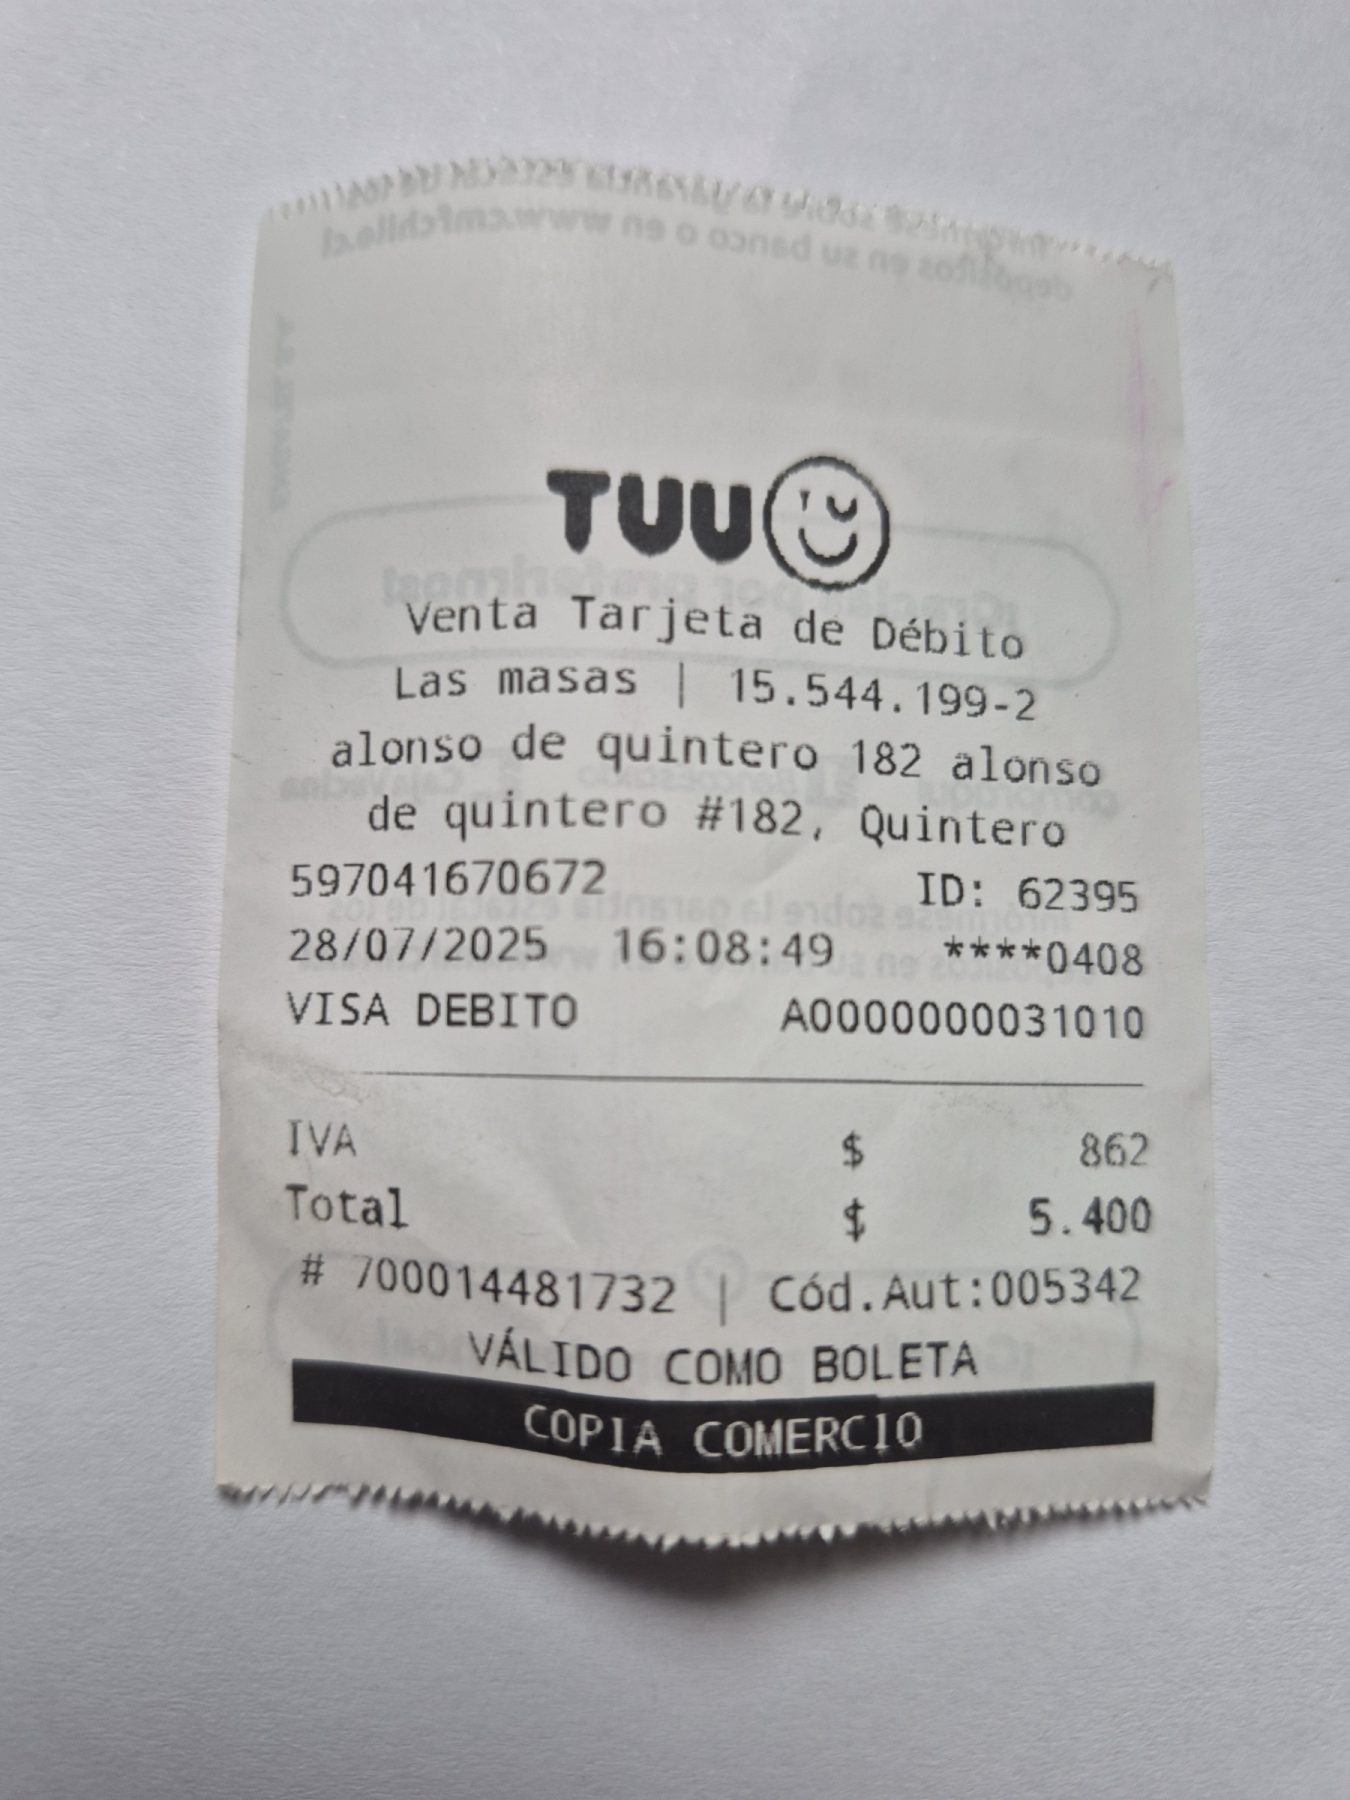 TUU
Venta Tarjeta de Débito
Las masas | 15.544.199-2
alonso de quintero 182 alonso
de quintero #182, Quintero
597041670672 ID: 62395
28/07/2025 16:08:49 ****0408
VISA DEBITO A0000000031010
IVA $ 862
Total $ 5.400
# 700014481732 | Cód.Aut:005342
VÁLIDO COMO BOLETA
COPIA COMERCIO